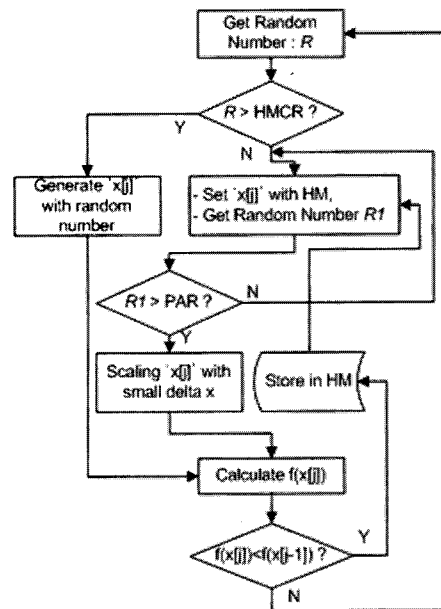 Get Random
Number : R
R > HMCR ?
Y
N
Generate `x[j]'
with random
number
- Set `x[j]' with HM,
- Get Random Number R1
R1 > PAR ?
N
Y
Scaling `x[j]' with
small delta x
Store in HM
Calculate f(x[j])
f(x[j])<f(x[j-1]) ?
Y
N